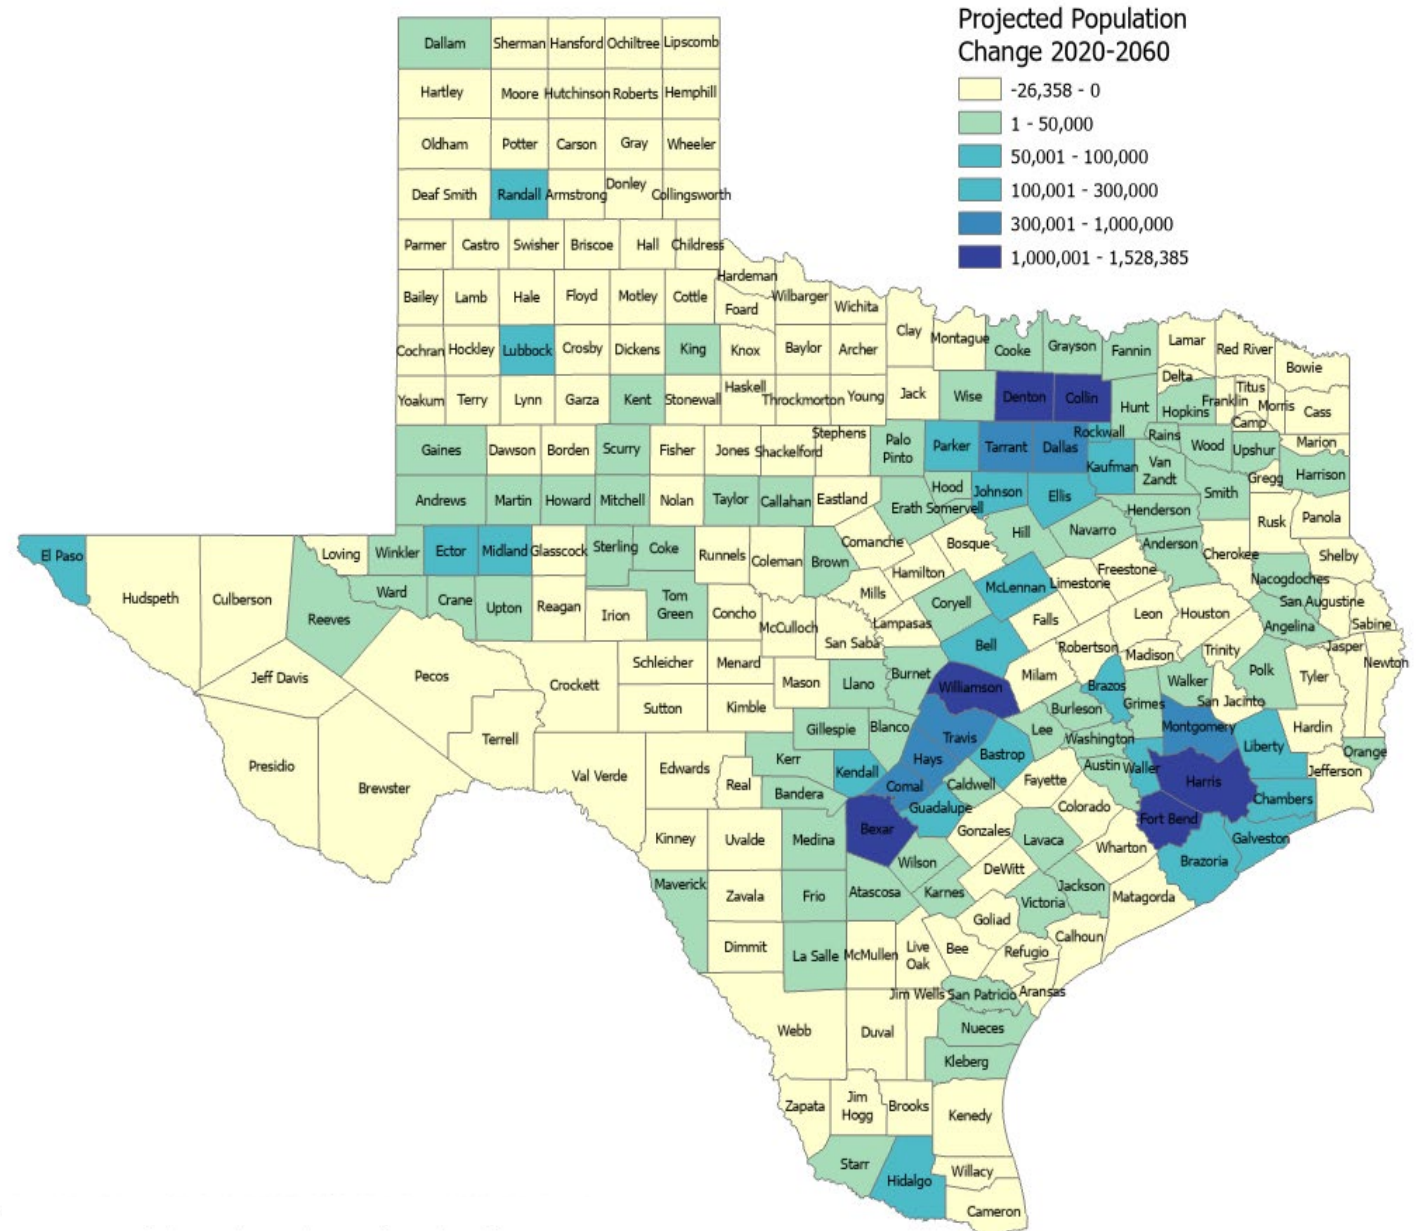 Projected Population
Change 2020-2060
-26,358 - 0
1 - 50,000
50,001 - 100,000
100,001 - 300,000
300,001 - 1,000,000
1,000,001 - 1,528,385
Dallam Sherman Hansford Ochiltree Lipscomb
Hartley Moore Hutchinson Roberts Hemphill
Oldham Potter Carson Gray Wheeler
Deaf Smith Randall Armstrong Donley Collingsworth
Parmer Castro Swisher Briscoe Hall Childress
Hardeman
Bailey Lamb Hale Floyd Motley Cottle Foard Wilbarger Wichita
Clay Montague Cooke Grayson Fannin Lamar Red River Bowie
Cochran Hockley Lubbock Crosby Dickens King Knox Baylor Archer
Yoakum Terry Lynn Garza Kent Stonewall Haskell Throckmorton Young Jack Wise Denton Collin Hunt Delta Hopkins Franklin Titus Morris Camp Cass
Gaines Dawson Borden Scurry Fisher Jones Shackelford Stephens Palo
Pinto Parker Tarrant Dallas Rockwall Kaufman Rains Wood Upshur Marion
Van
Zandt Smith Gregg Harrison
Andrews Martin Howard Mitchell Nolan Taylor Callahan Eastland Erath Hood Somervell Johnson Ellis Henderson Rusk Panola
El Paso Hudspeth Culberson Reeves Loving Winkler Ector Midland Glasscock Sterling Coke Runnels Coleman Brown Comanche Bosque Hill Navarro Anderson Cherokee Shelby
Hamilton McLennan Limestone Freestone Nacogdoches
Ward Crane Upton Reagan Irion Tom
Green Concho McCulloch San Saba Mills Lampasas Coryell Falls Leon Houston Angelina San Augustine Sabine
Jeff Davis Pecos Crockett Schleicher Menard Mason Llano Burnet Bell Milam Robertson Madison Trinity Polk Tyler Jasper Newton
Sutton Kimble Williamson Brazos Burleson Grimes Walker San Jacinto
Presidio Brewster Terrell Val Verde Edwards Real Kerr Gillespie Blanco Travis Hays Bastrop Lee Washington Montgomery Liberty Hardin Orange
Bandera Kendall Comal Caldwell Fayette Austin Waller Harris Chambers Jefferson
Kinney Uvalde Medina Bexar Guadalupe Gonzales Colorado Fort Bend Galveston
Wilson Lavaca Wharton Brazoria
Maverick Zavala Frio Atascosa Karnes DeWitt Victoria Jackson Matagorda
Dimmit La Salle McMullen Live
Oak Bee Goliad Refugio Calhoun
Jim Wells San Patricio Aransas
Webb Duval Nueces
Kleberg
Zapata Jim
Hogg Brooks Kenedy
Starr Hidalgo Willacy
Cameron